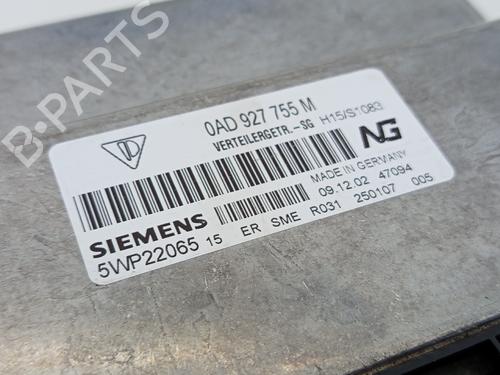 B-PARTS
0AD 927 755 M
VERTEILERGETR.-SG H15/S1083
NG
MADE IN GERMANY
09.12.02 47094
SIEMENS
5WP22065 15 ER SME R031 250107 005